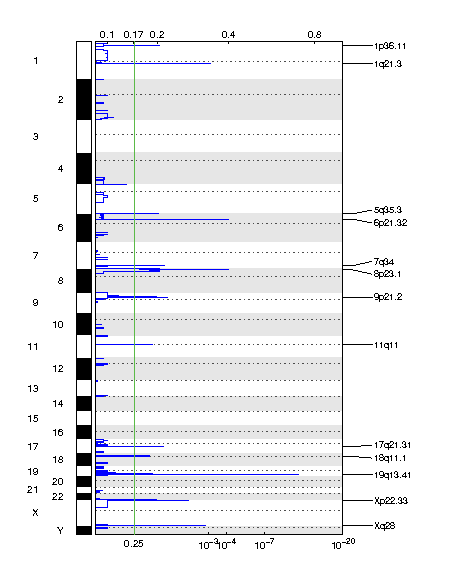 0.1 0.17 0.2 0.4 0.8
1 1p36.11
1q21.3
2
3
4
5
5q35.3
6 6p21.32
7 7q34
8 8p23.1
9 9p21.2
10
11 11q11
12
13
14
15
16
17 17q21.31
18 18q11.1
19 19q13.41
20
21
22 Xp22.33
X
Y Xq28
0.25 10⁻³ 10⁻⁴ 10⁻⁷ 10⁻²⁰